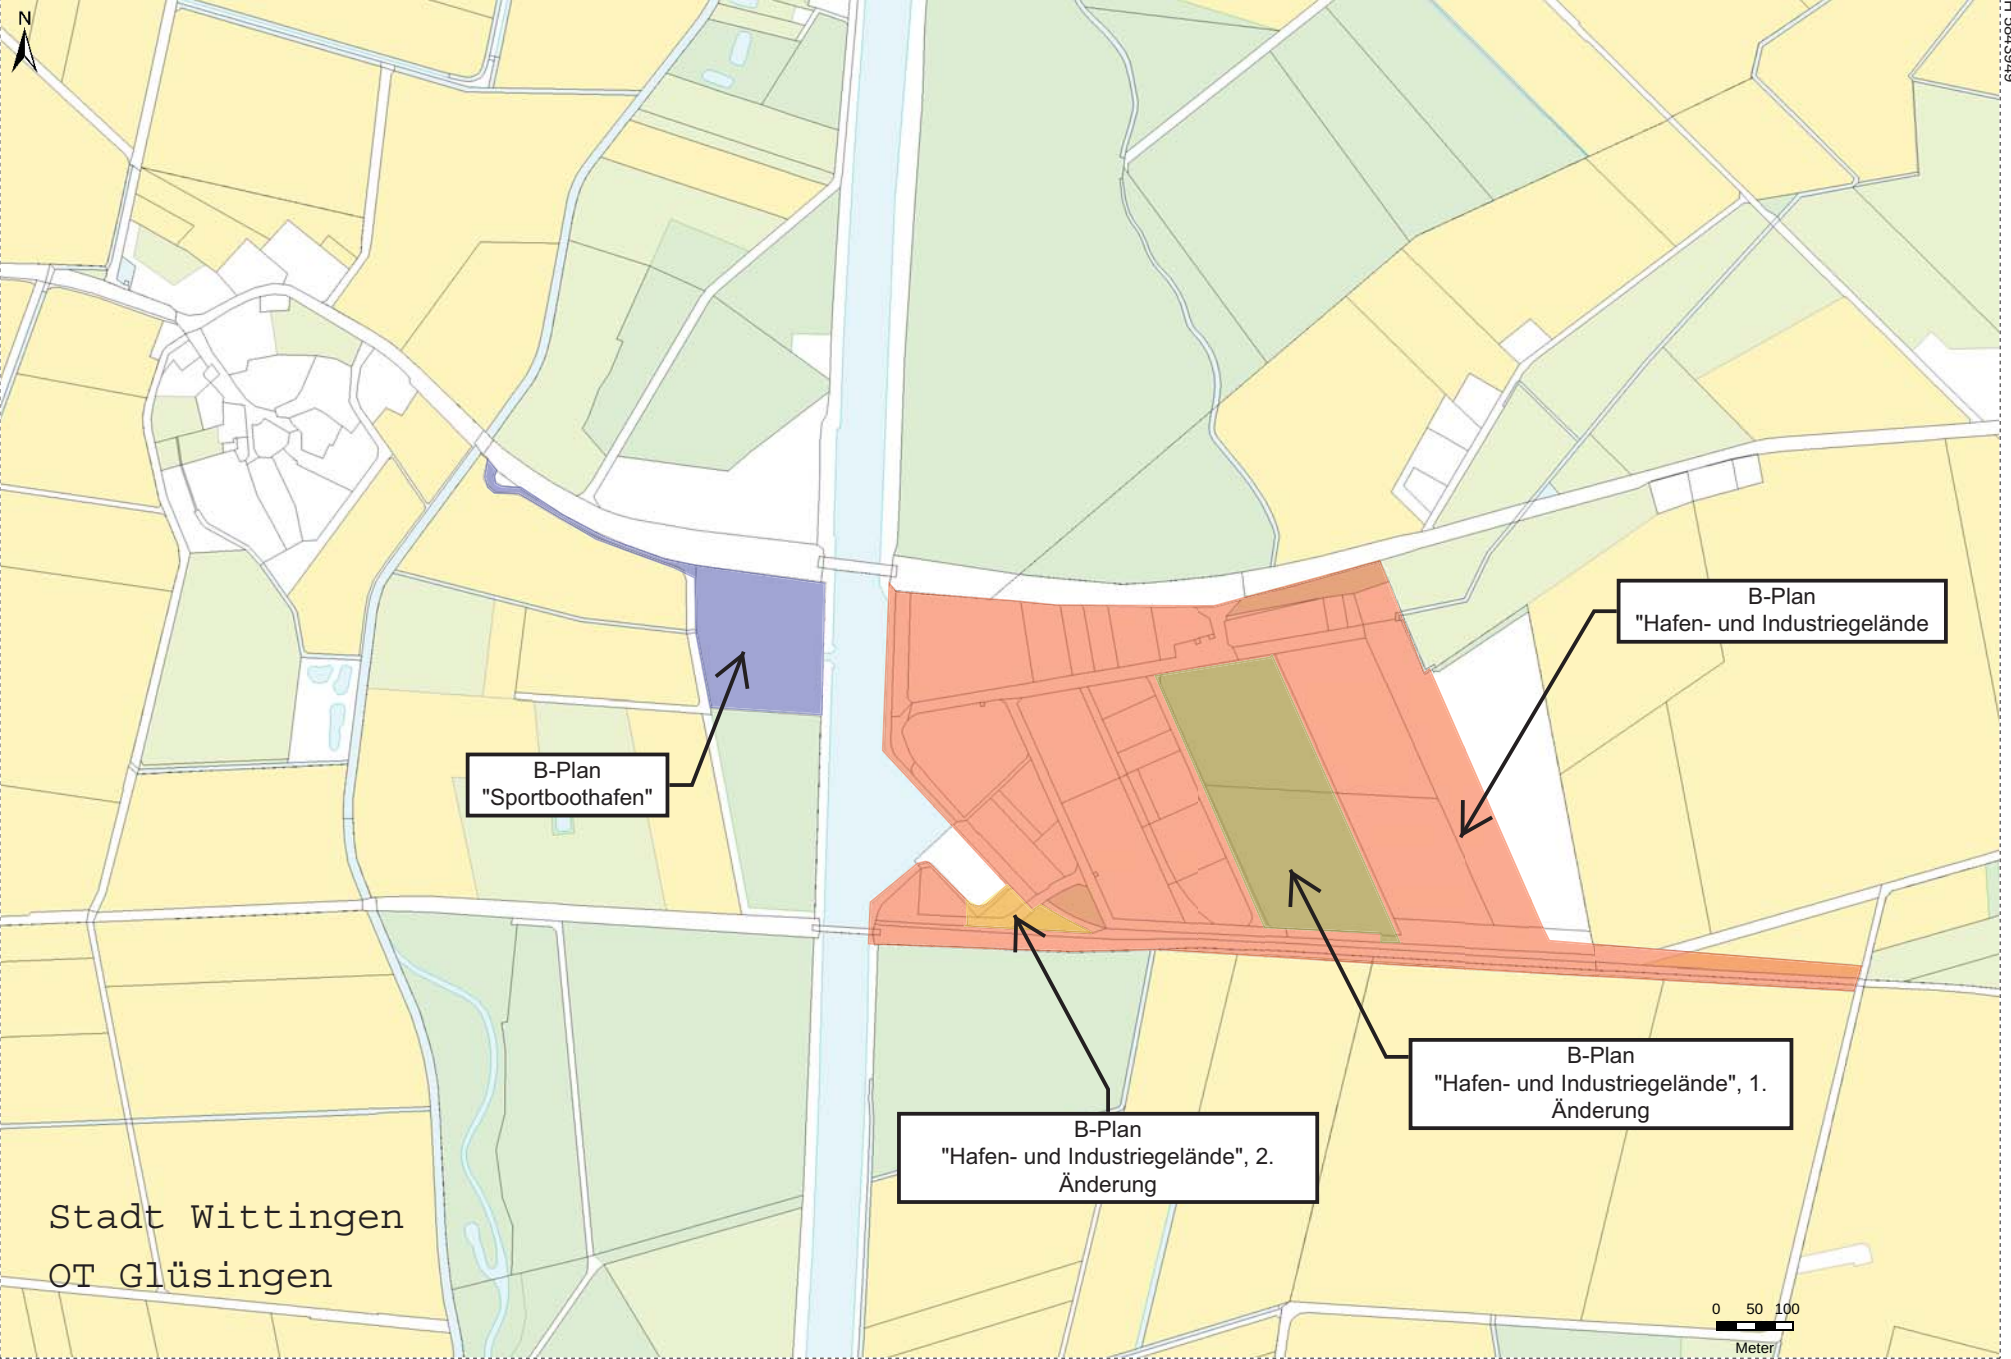 N
B-Plan
"Hafen- und Industriegelände
B-Plan
"Sportboothafen"
B-Plan
"Hafen- und Industriegelände", 1.
Änderung
B-Plan
"Hafen- und Industriegelände", 2.
Änderung
Stadt Wittingen
OT Glüsingen
0 50 100
Meter